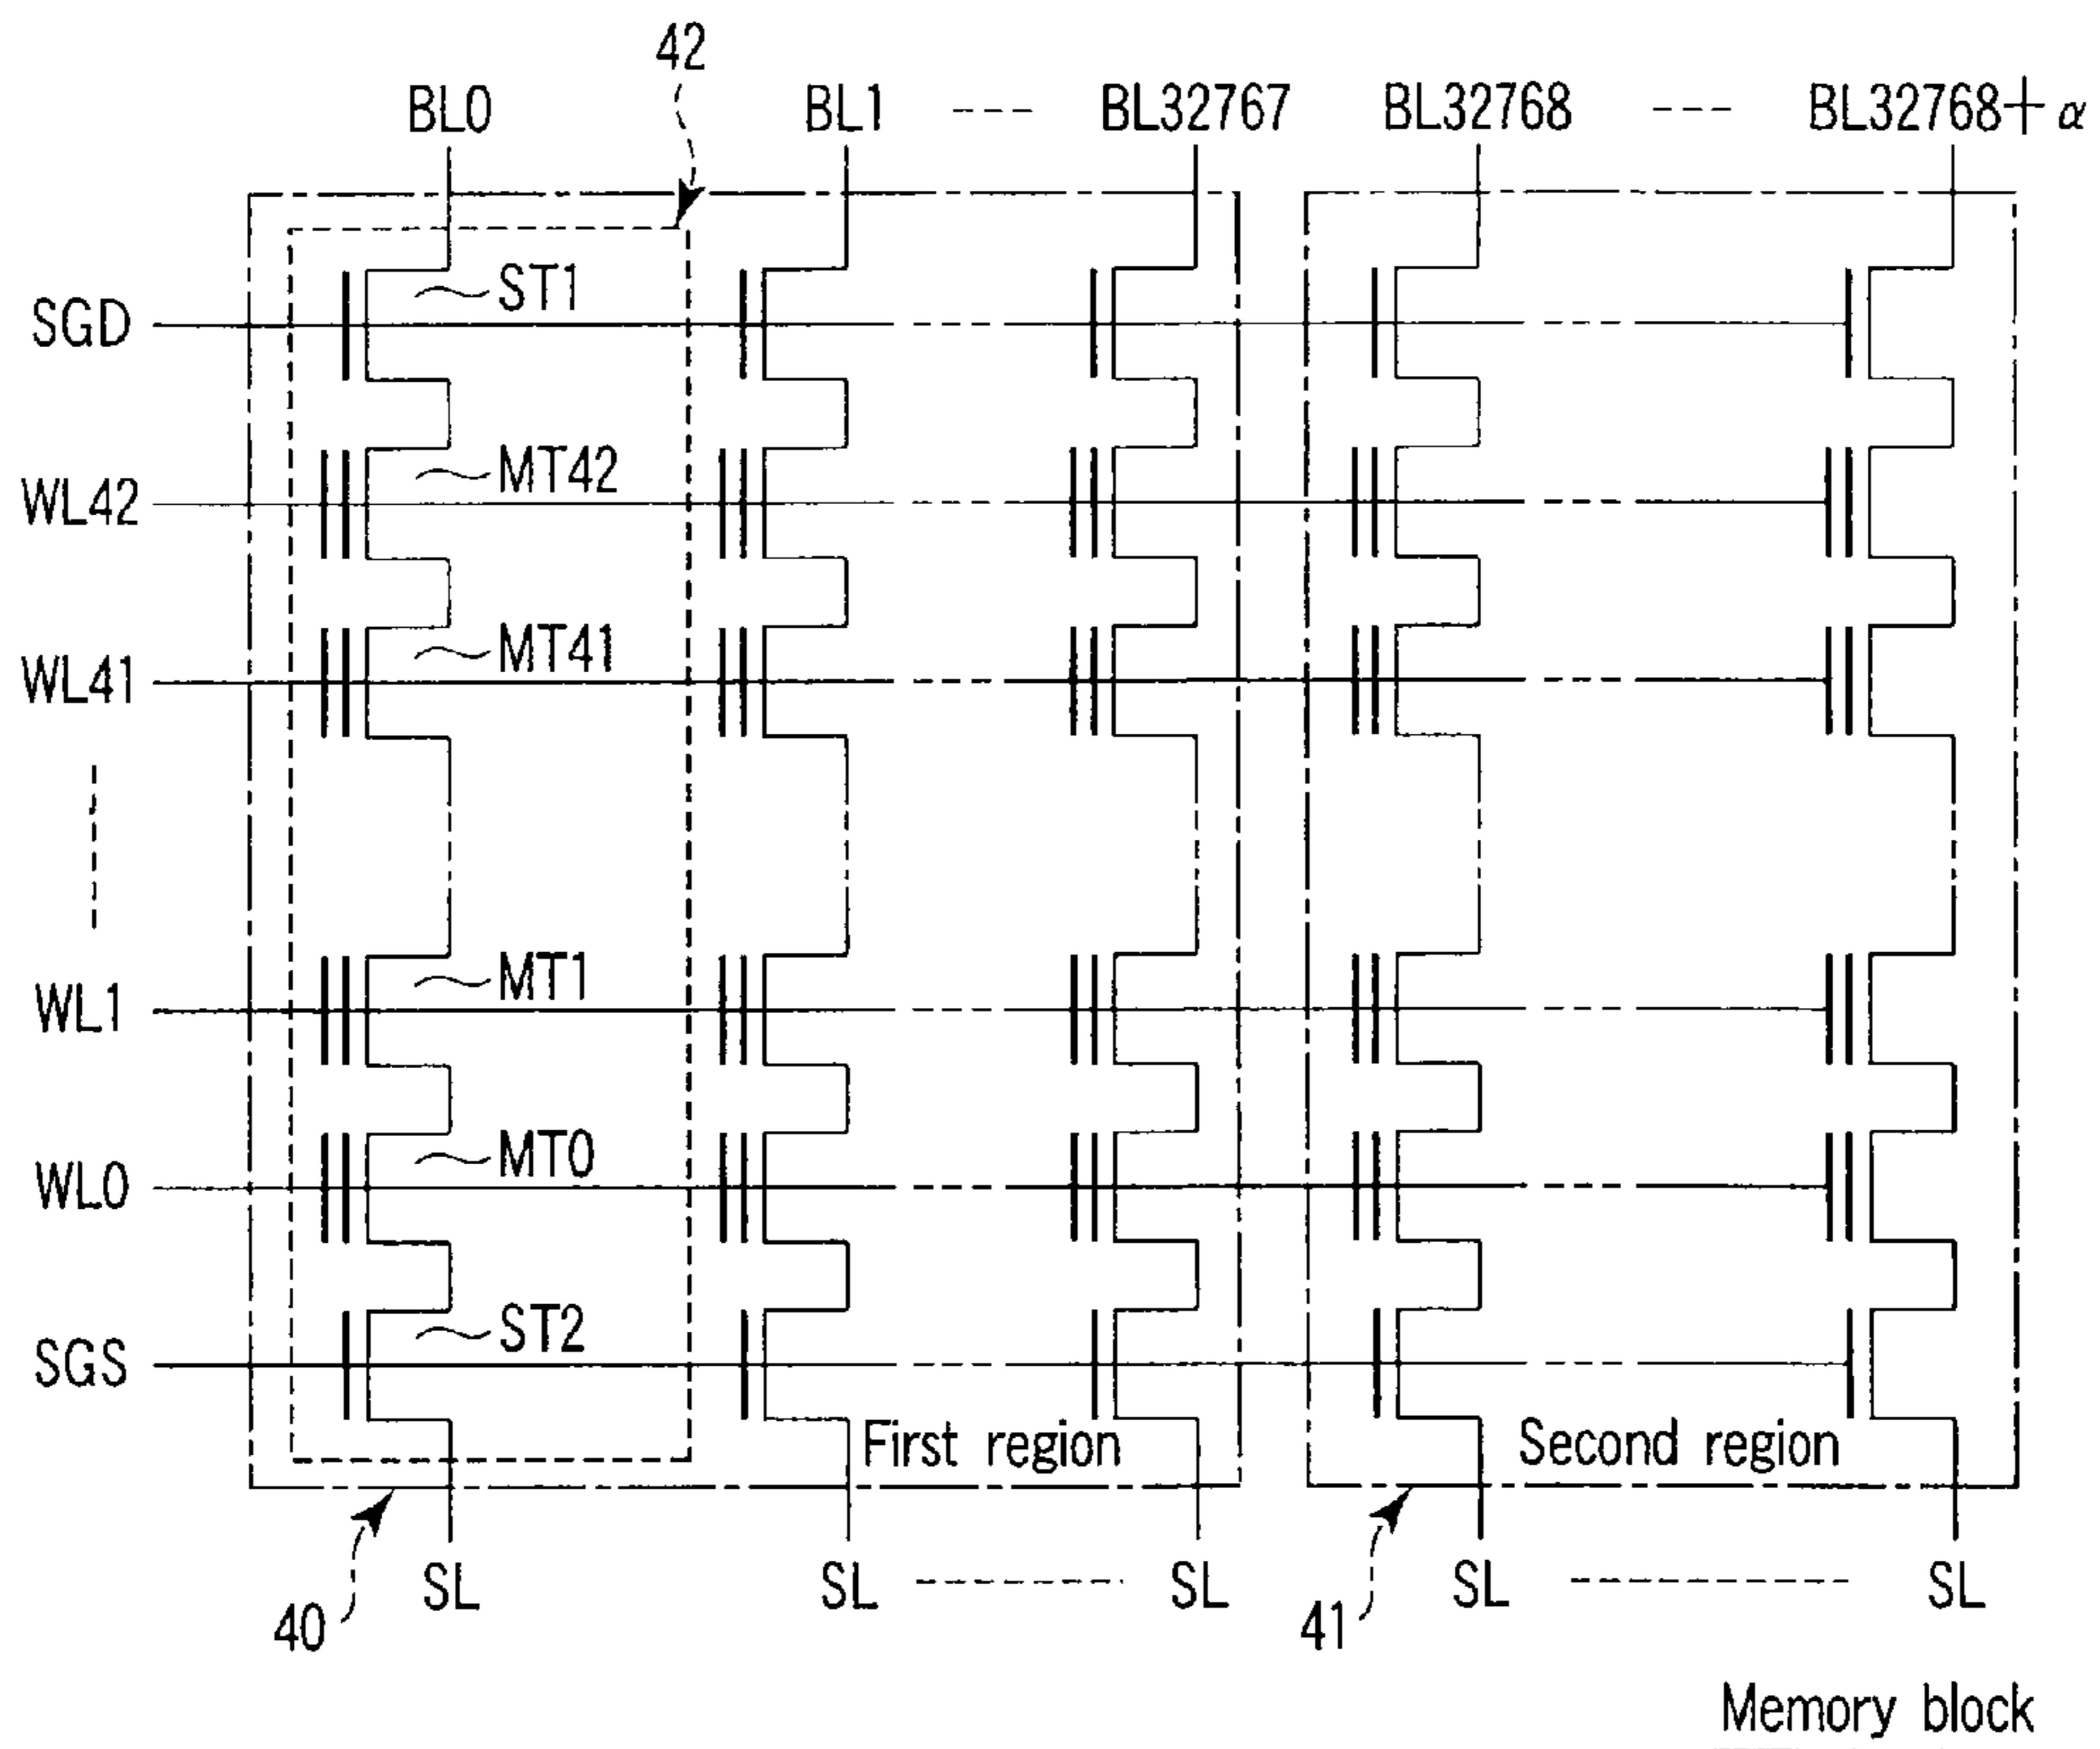 42
BL0 BL1 BL32767 BL32768 BL32768+α
ST1
SGD
MT42
WL42
MT41
WL41
MT1
WL1
MT0
WL0
ST2
SGS
First region Second region
SL SL SL SL SL
40 41
Memory block